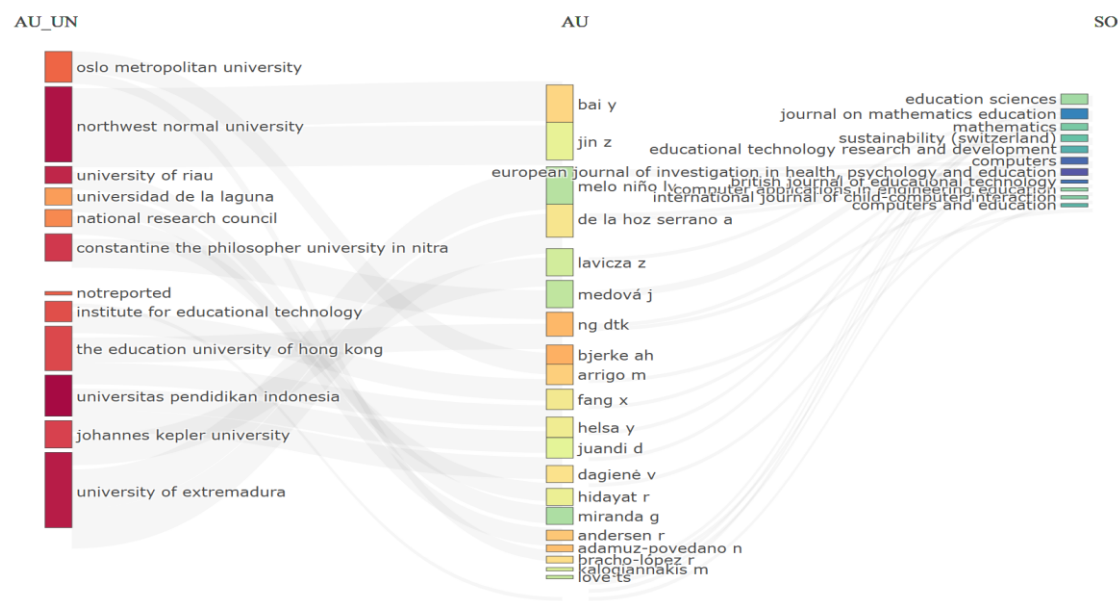 AU_UN
AU
SO
oslo metropolitan university
northwest normal university
university of riau
universidad de la laguna
national research council
constantine the philosopher university in nitra
notreported
institute for educational technology
the education university of hong kong
universitas pendidikan indonesia
johannes kepler university
university of extremadura
bai y
jin z
melo niño lv
de la hoz serrano a
lavicza z
medová j
ng dtk
bjerke ah
arrigo m
fang x
helsa y
juandi d
dagienė v
hidayat r
miranda g
andersen r
adamuz-povedano n
bracho-lópez r
kalogiannakis m
love ts
education sciences
journal on mathematics education
mathematics
sustainability (switzerland)
educational technology research and development
computers
european journal of investigation in health, psychology and education
british journal of educational technology
computer applications in engineering education
international journal of child-computer interaction
computers and education